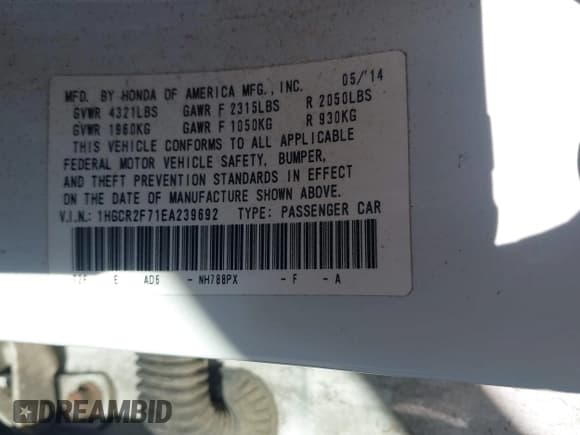 MFD. BY HONDA OF AMERICA MFG., INC. 05/'14
GVWR 4321LBS GAWR F 2315LBS R 2050LBS
GVWR 1960KG GAWR F 1050KG R 930KG
THIS VEHICLE CONFORMS TO ALL APPLICABLE
FEDERAL MOTOR VEHICLE SAFETY, BUMPER,
AND THEFT PREVENTION STANDARDS IN EFFECT
ON THE DATE OF MANUFACTURE SHOWN ABOVE.
V.I.N.: 1HGCR2F71EA239692 TYPE: PASSENGER CAR
E AD6 - NH788PX - F - A
DREAMBID